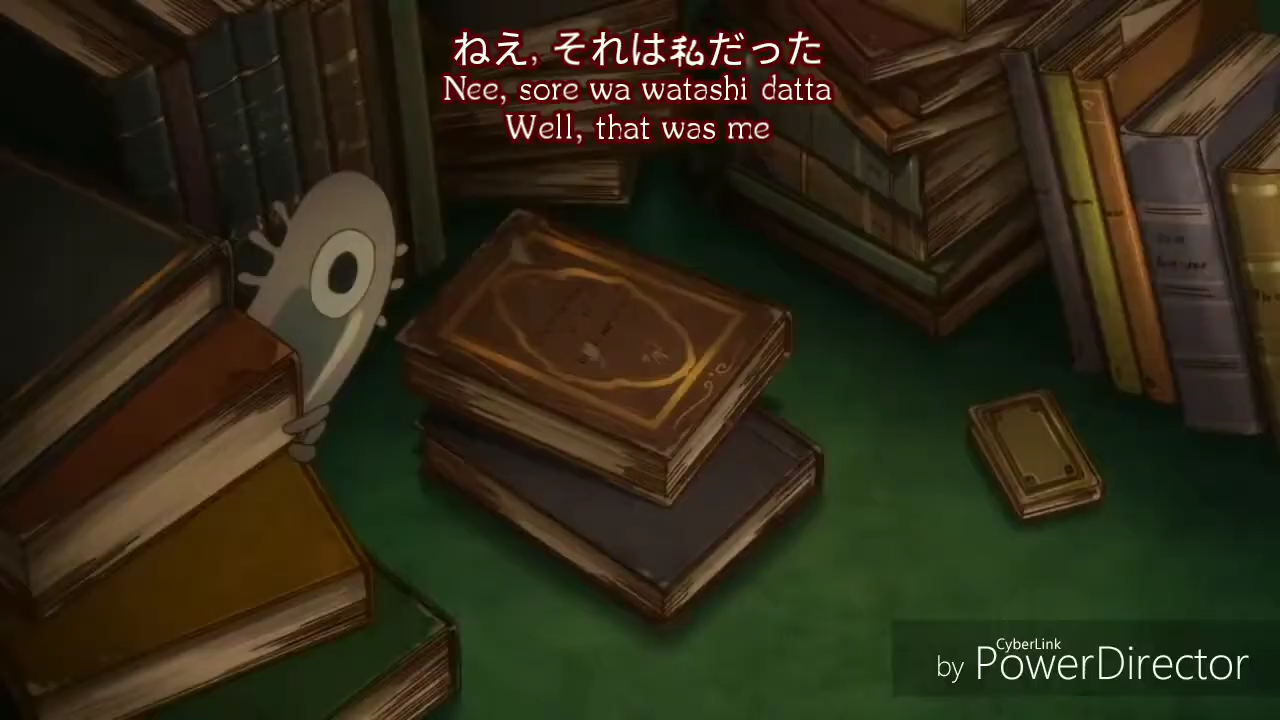 ねえ, それは私だった
Nee, sore wa watashi datta
Well, that was me
CyberLink
by PowerDirector